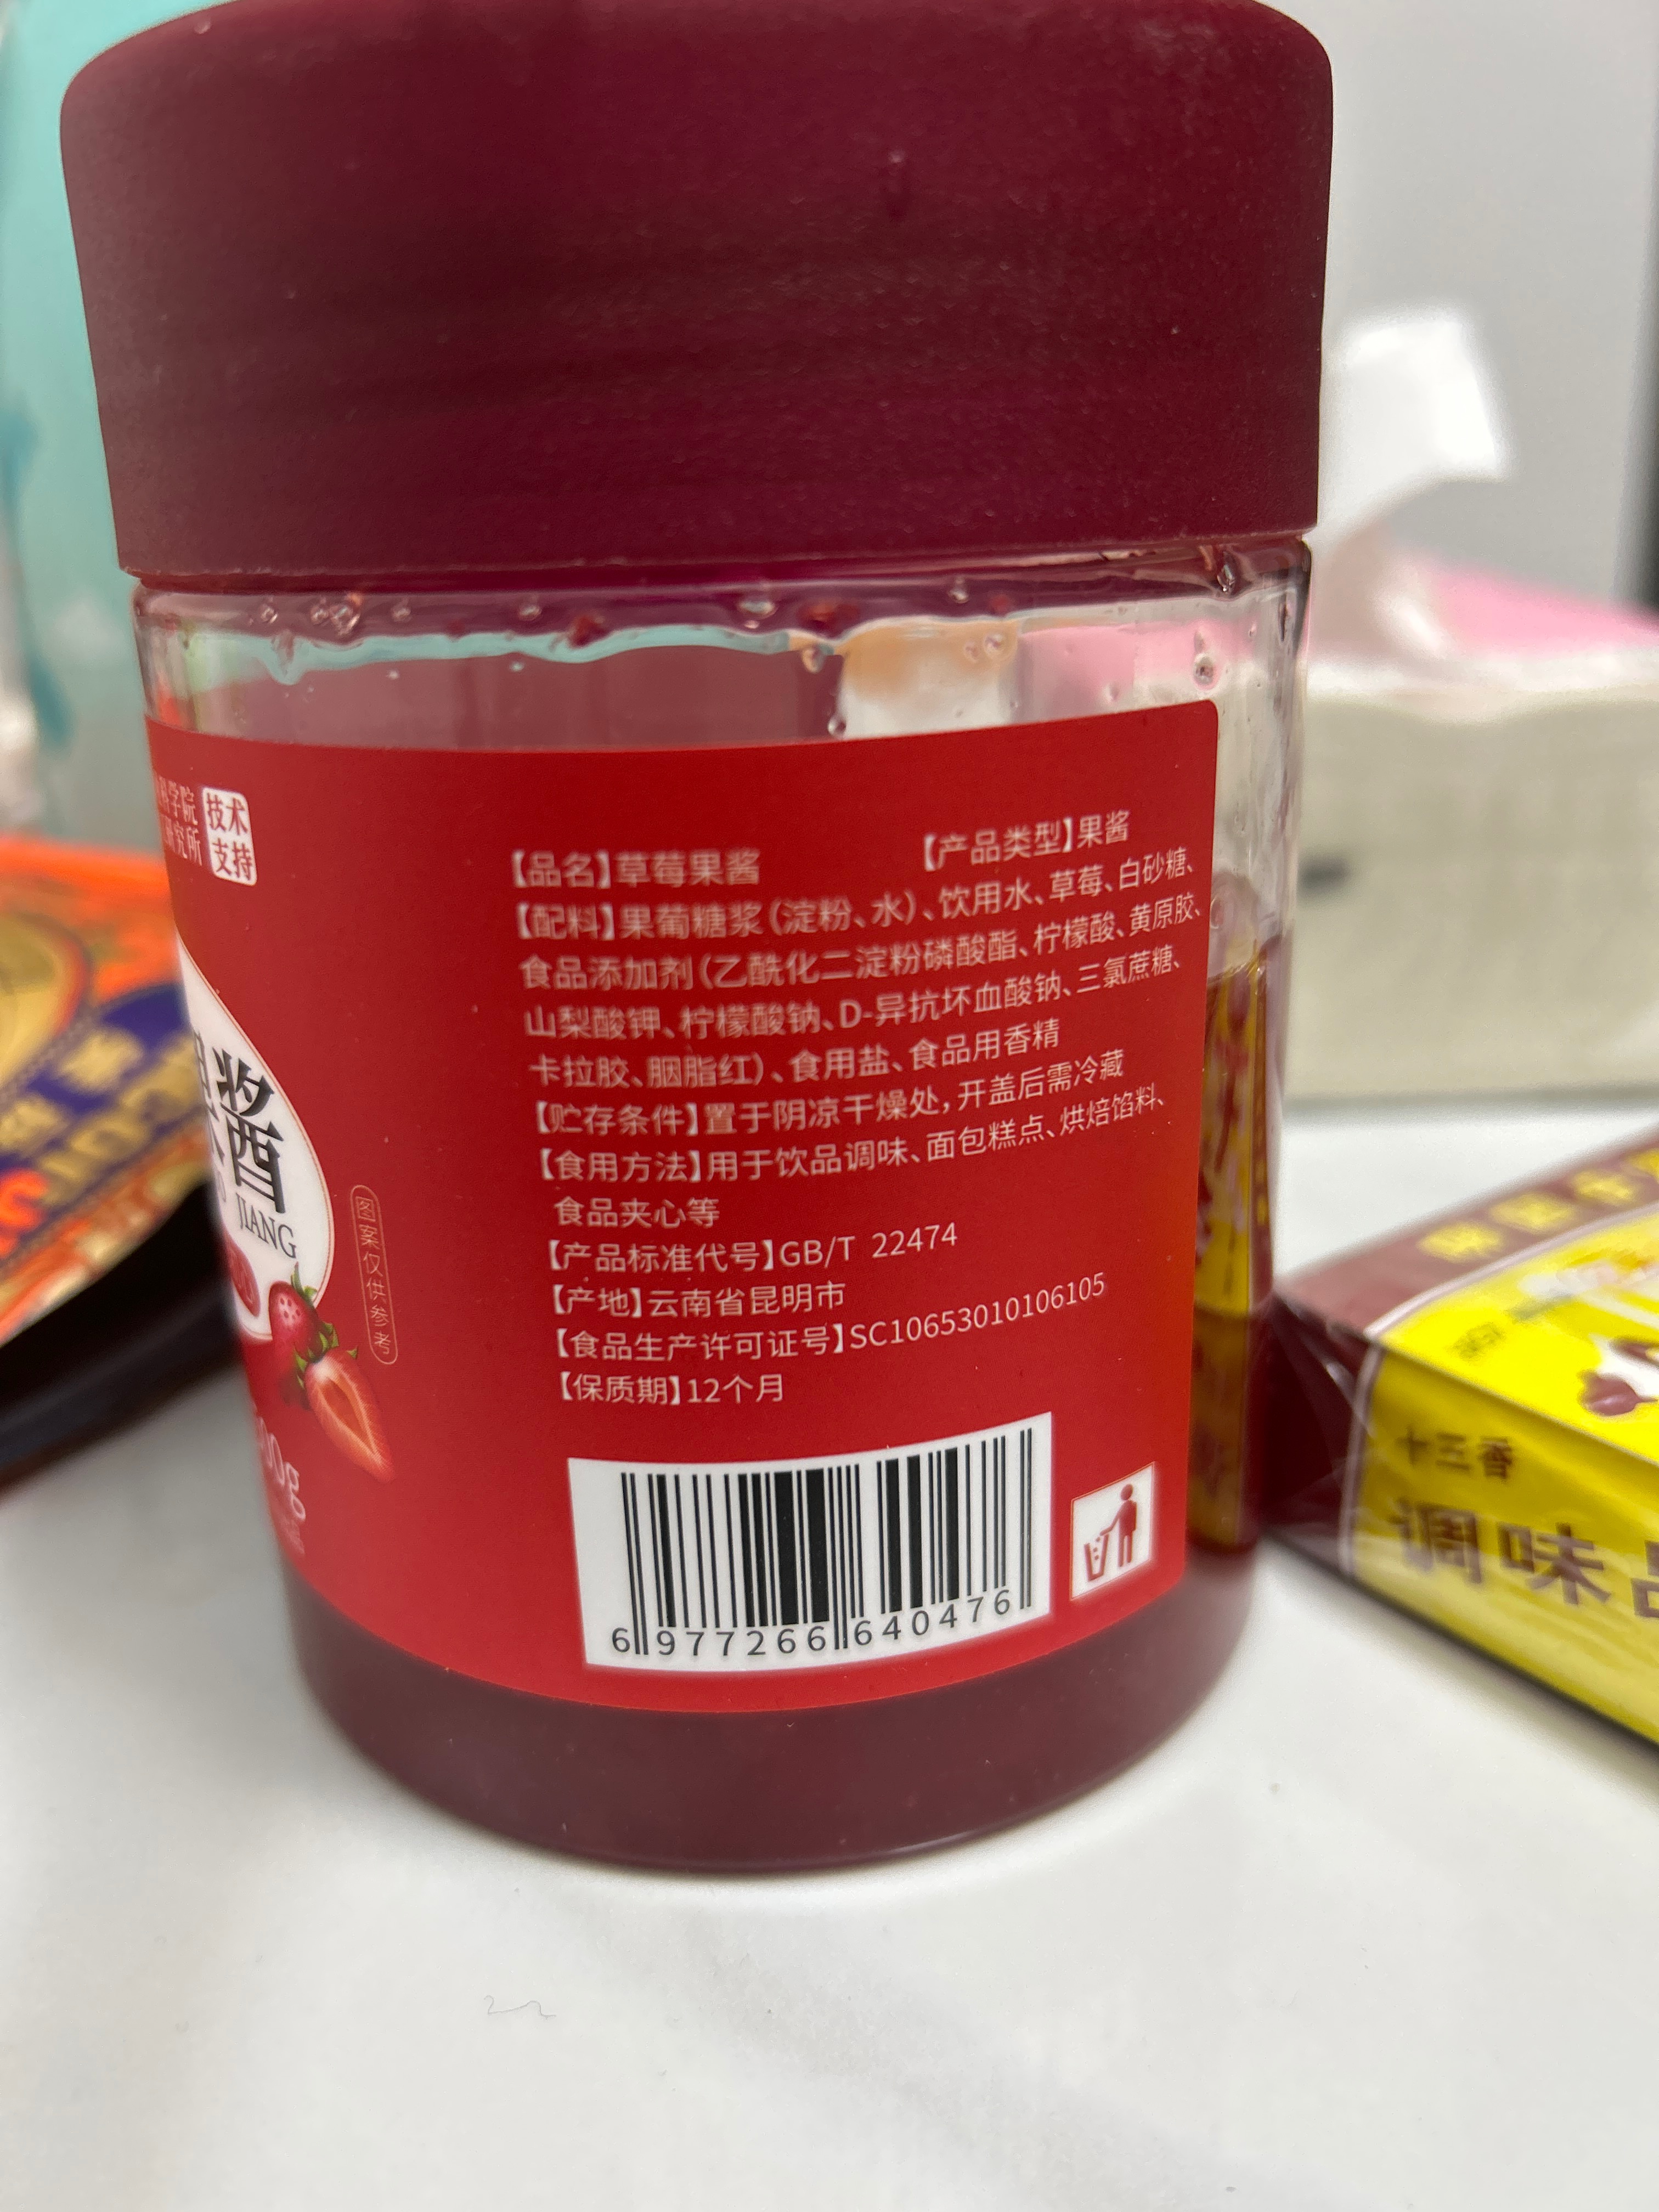 科学院
研究所
技术
支持
【品名】草莓果酱 【产品类型】果酱
【配料】果葡糖浆(淀粉、水)、饮用水、草莓、白砂糖、
食品添加剂(乙酰化二淀粉磷酸酯、柠檬酸、黄原胶、
山梨酸钾、柠檬酸钠、D-异抗坏血酸钠、三氯蔗糖、
卡拉胶、胭脂红)、食用盐、食品用香精
【贮存条件】置于阴凉干燥处,开盖后需冷藏
【食用方法】用于饮品调味、面包糕点、烘焙馅料、
食品夹心等
【产品标准代号】GB/T 22474
【产地】云南省昆明市
【食品生产许可证号】SC10653010106105
【保质期】12个月
6 977266 640476
酱
JIANG
图案仅供参考
00g
十三香
调味